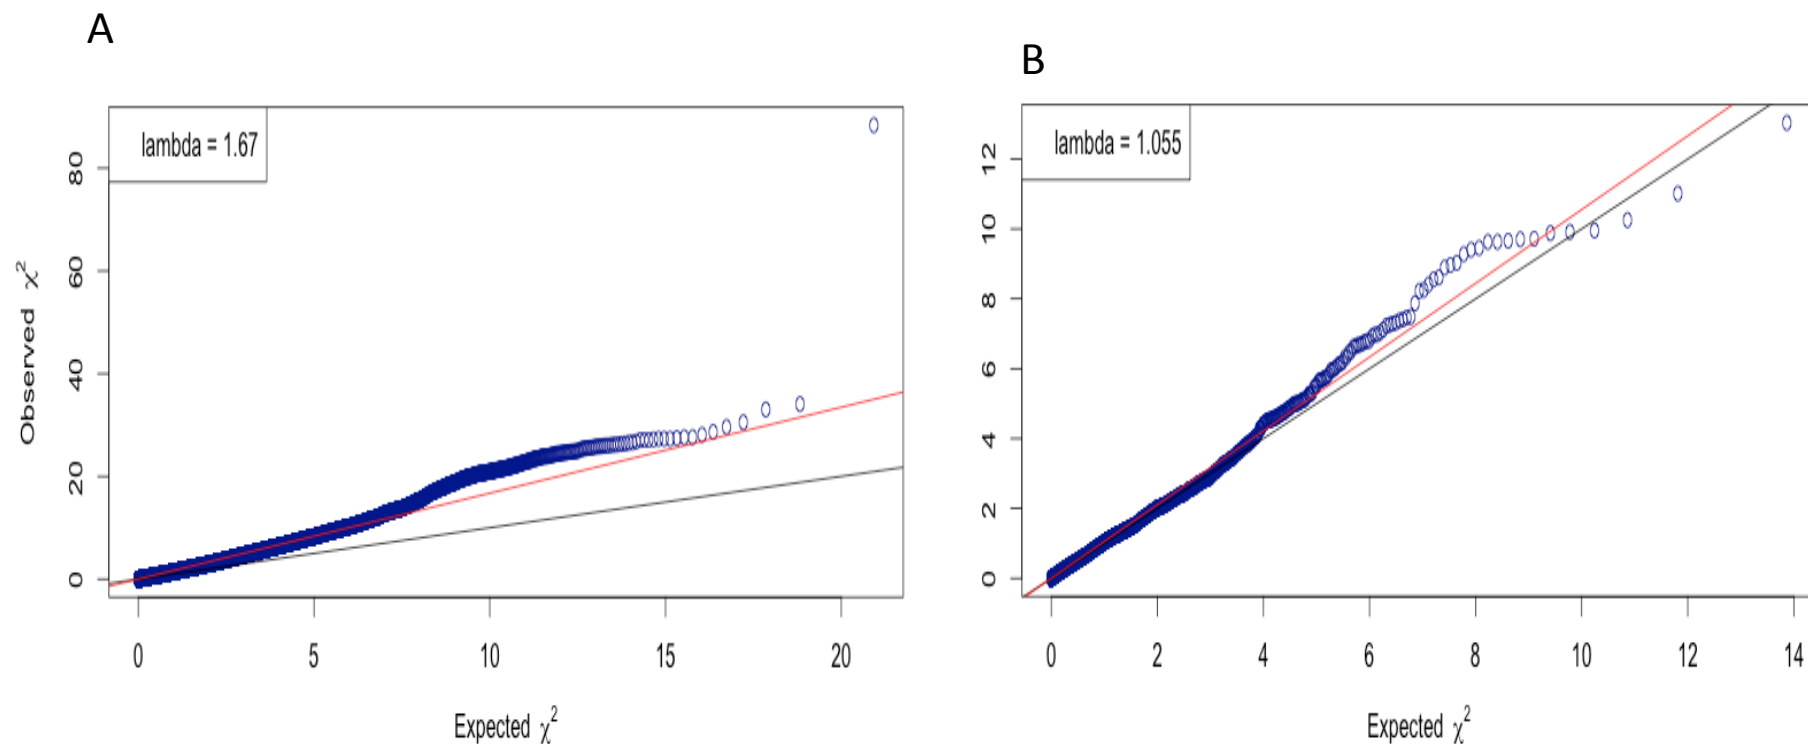 A
B
lambda = 1.67
lambda = 1.055
Observed χ²
80
60
40
20
0
12
10
8
6
4
2
0
0 5 10 15 20
0 2 4 6 8 10 12 14
Expected χ²
Expected χ²